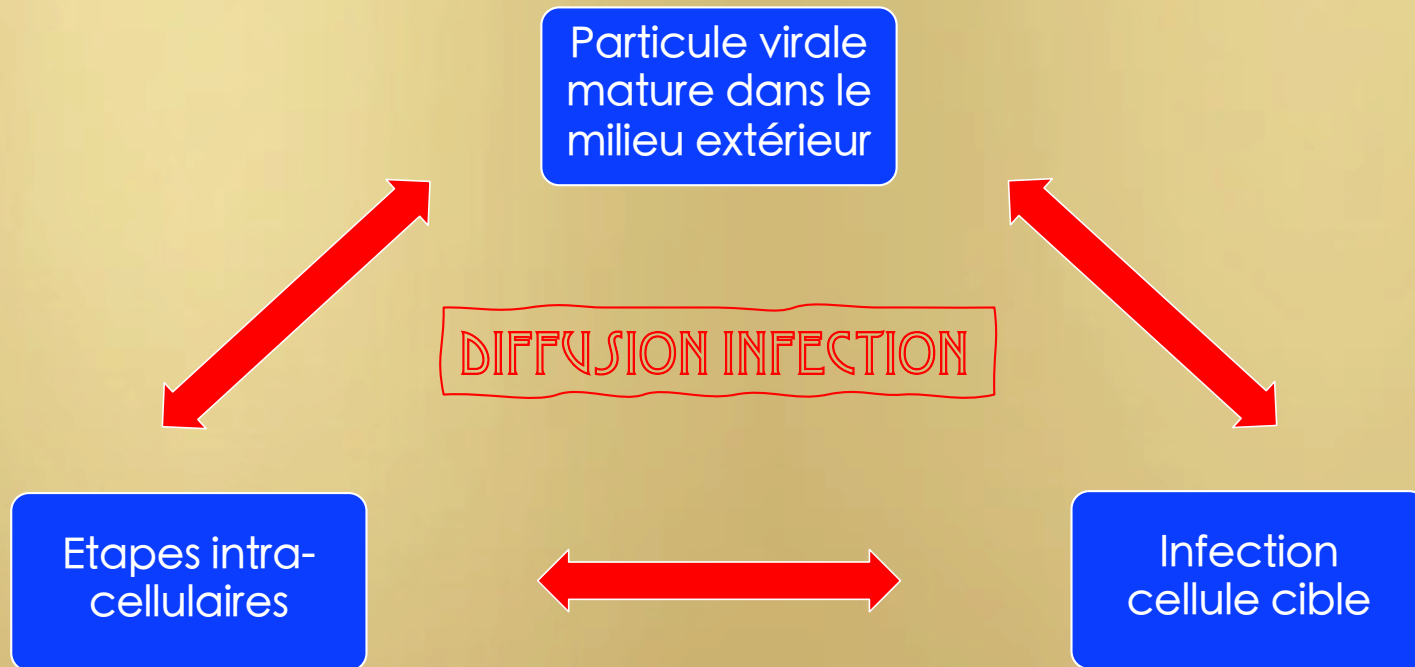 Particule virale
mature dans le
milieu extérieur
DIFFUSION INFECTION
Etapes intra-
cellulaires
Infection
cellule cible